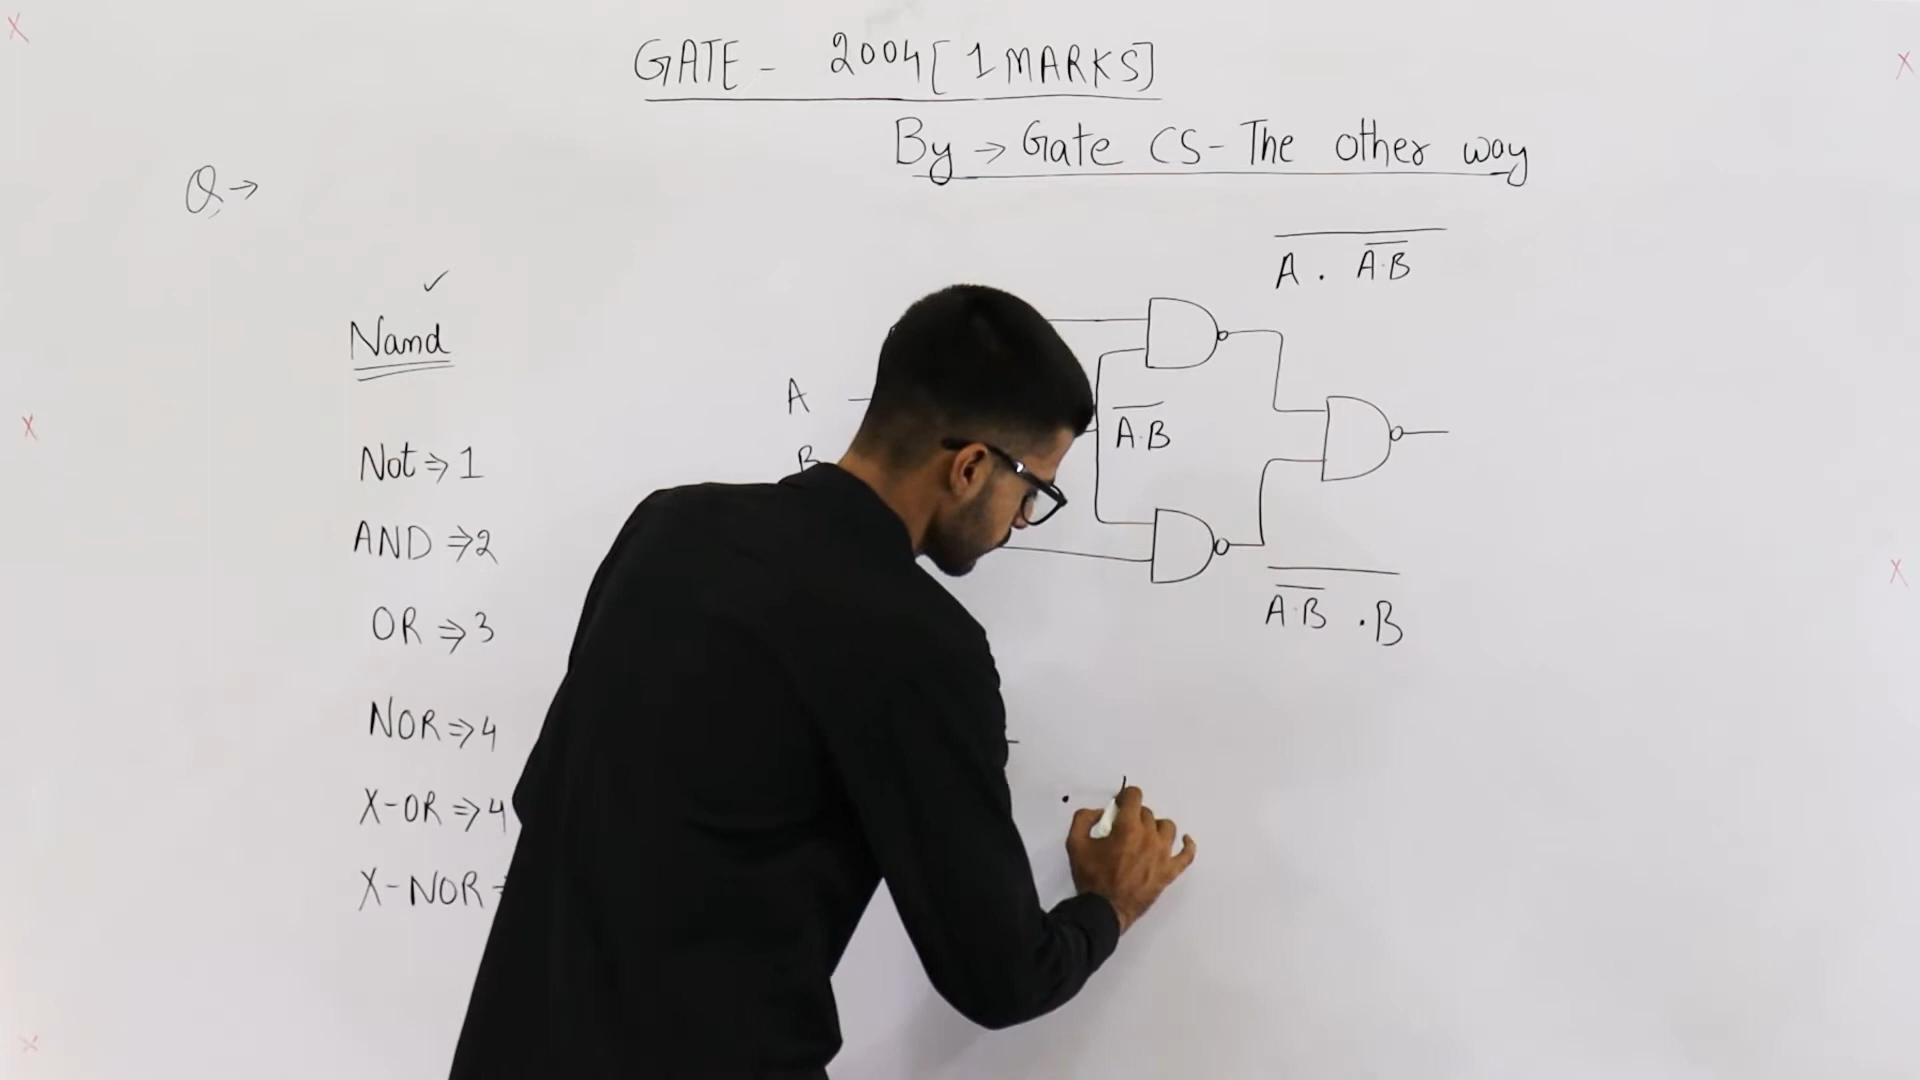 GATE - 2004 [1 MARKS]
By → Gate CS - The other way
Q →
Nand
Not ⇒ 1
AND ⇒ 2
OR ⇒ 3
NOR ⇒ 4
X-OR ⇒ 4
X-NOR
A
B
A̅.̅B̅
A . A.B
A.B
A.B . B